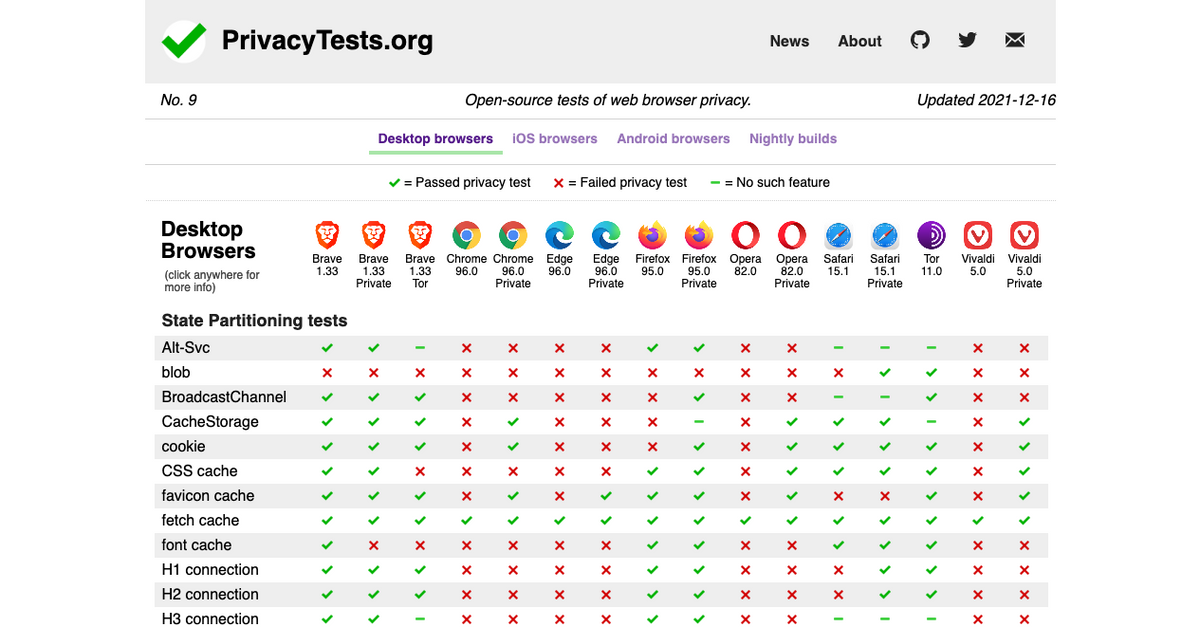 PrivacyTests.org
News About
No. 9 Open-source tests of web browser privacy. Updated 2021-12-16
Desktop browsers iOS browsers Android browsers Nightly builds
= Passed privacy test = Failed privacy test = No such feature
Desktop Browsers
(click anywhere for more info)
Brave 1.33
Brave 1.33 Private
Brave 1.33 Tor
Chrome 96.0
Chrome 96.0 Private
Edge 96.0
Edge 96.0 Private
Firefox 95.0
Firefox 95.0 Private
Opera 82.0
Opera 82.0 Private
Safari 15.1
Safari 15.1 Private
Tor 11.0
Vivaldi 5.0
Vivaldi 5.0 Private
State Partitioning tests
Alt-Svc
blob
BroadcastChannel
CacheStorage
cookie
CSS cache
favicon cache
fetch cache
font cache
H1 connection
H2 connection
H3 connection